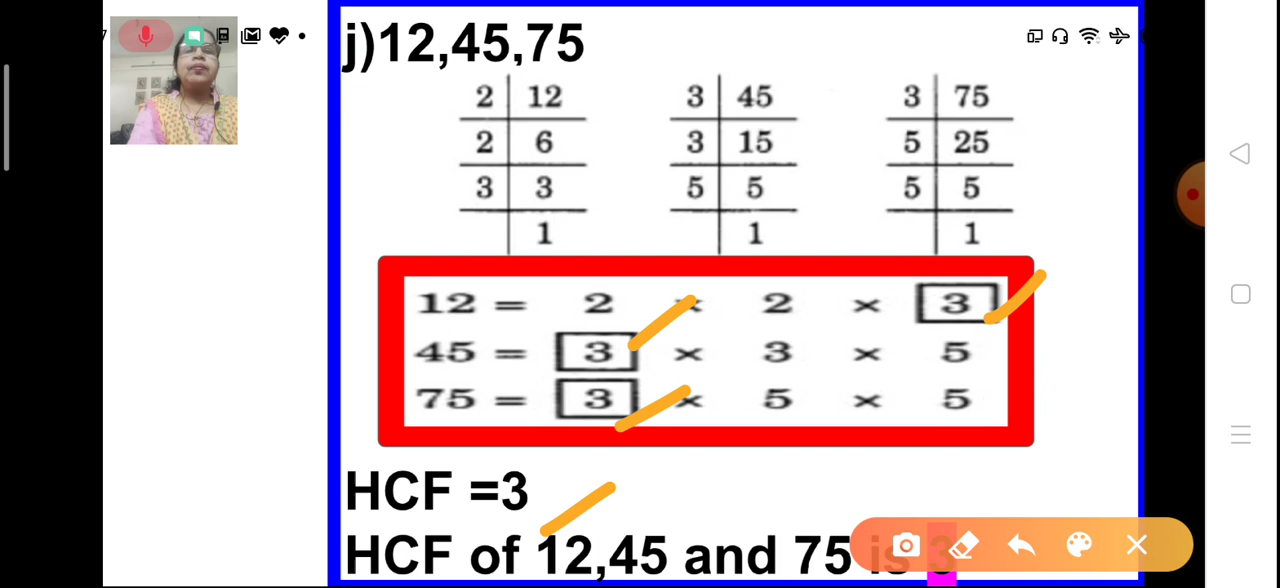 j)12,45,75
2 12
2 6
3 3
1
3 45
3 15
5 5
1
3 75
5 25
5 5
1
12 = 2 × 2 × 3
45 = 3 × 3 × 5
75 = 3 × 5 × 5
HCF =3
HCF of 12,45 and 75 is 3